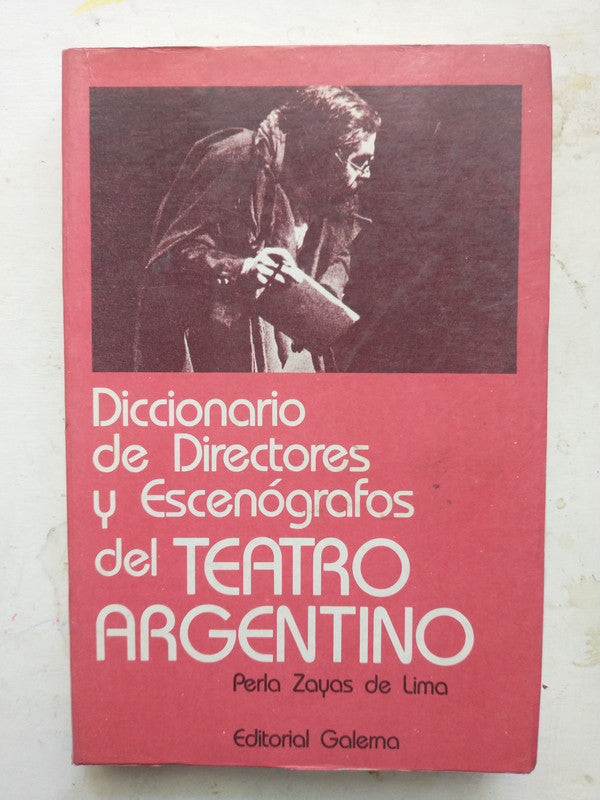 Diccionario
de Directores
y Escenógrafos
del TEATRO
ARGENTINO
Perla Zayas de Lima
Editorial Galerna